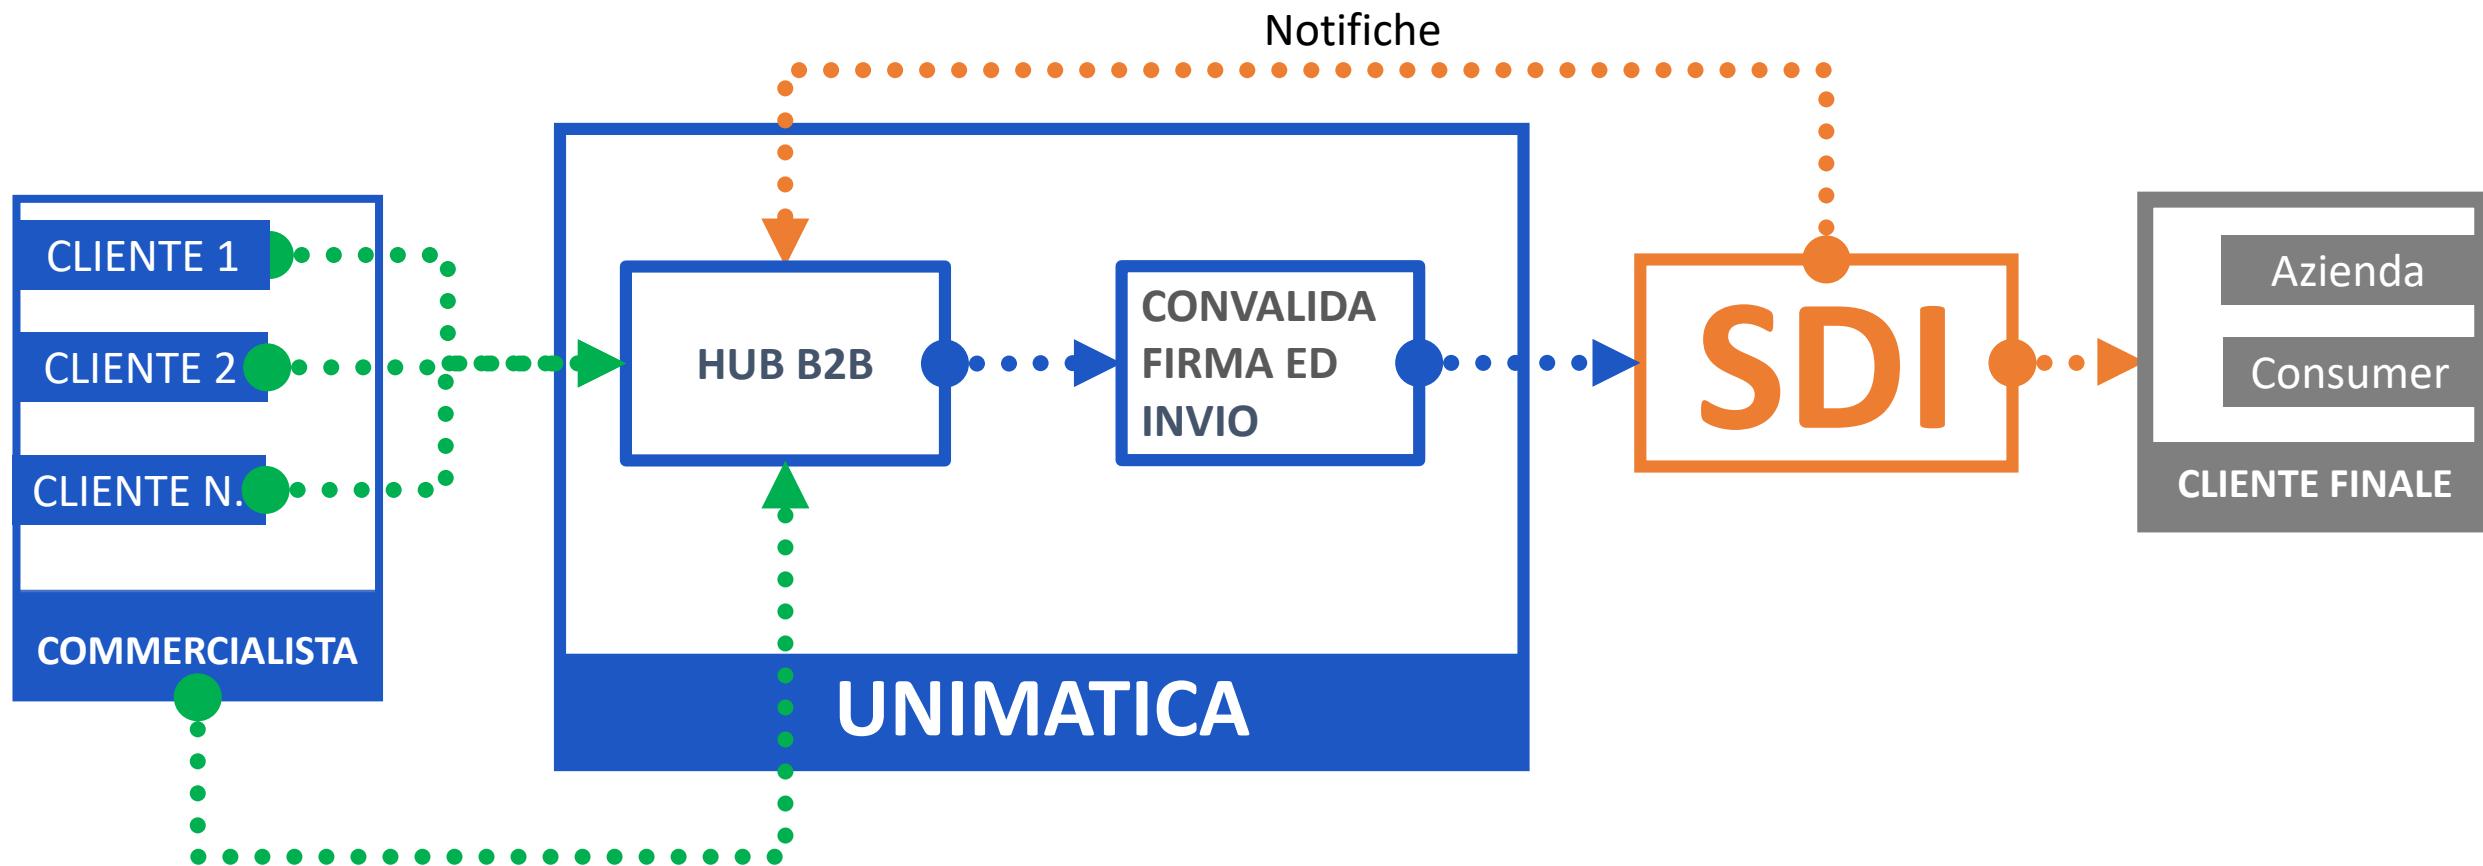 Notifiche
CLIENTE 1
CLIENTE 2
CLIENTE N.
COMMERCIALISTA
HUB B2B
CONVALIDA
FIRMA ED
INVIO
UNIMATICA
SDI
Azienda
Consumer
CLIENTE FINALE